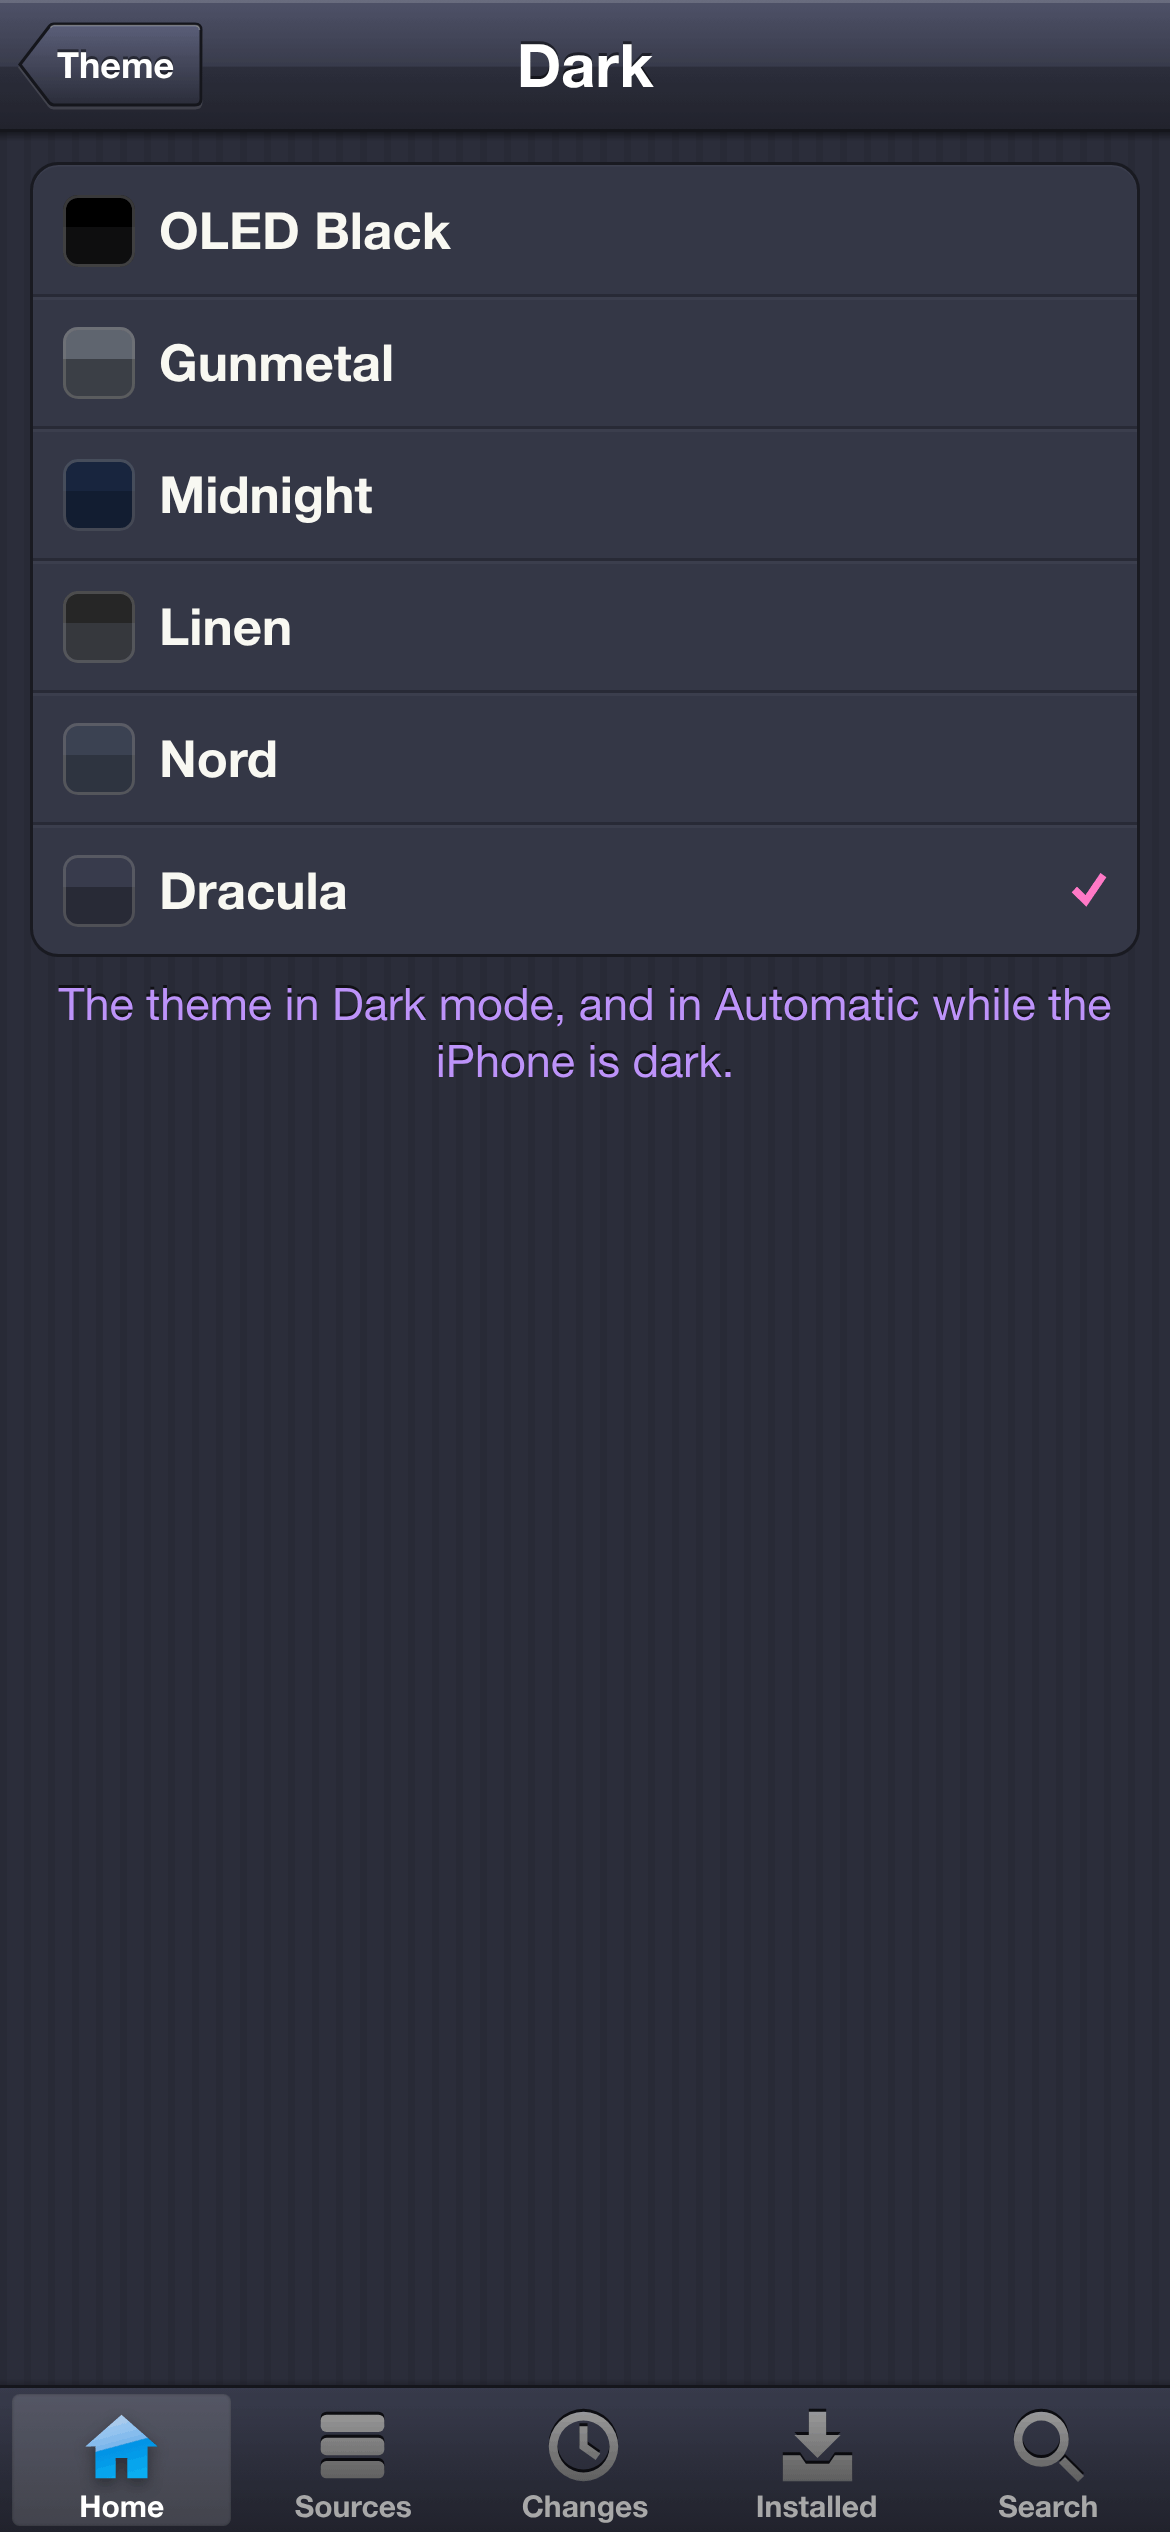 Theme
Dark
OLED Black
Gunmetal
Midnight
Linen
Nord
Dracula
The theme in Dark mode, and in Automatic while the
iPhone is dark.
Home
Sources
Changes
Installed
Search